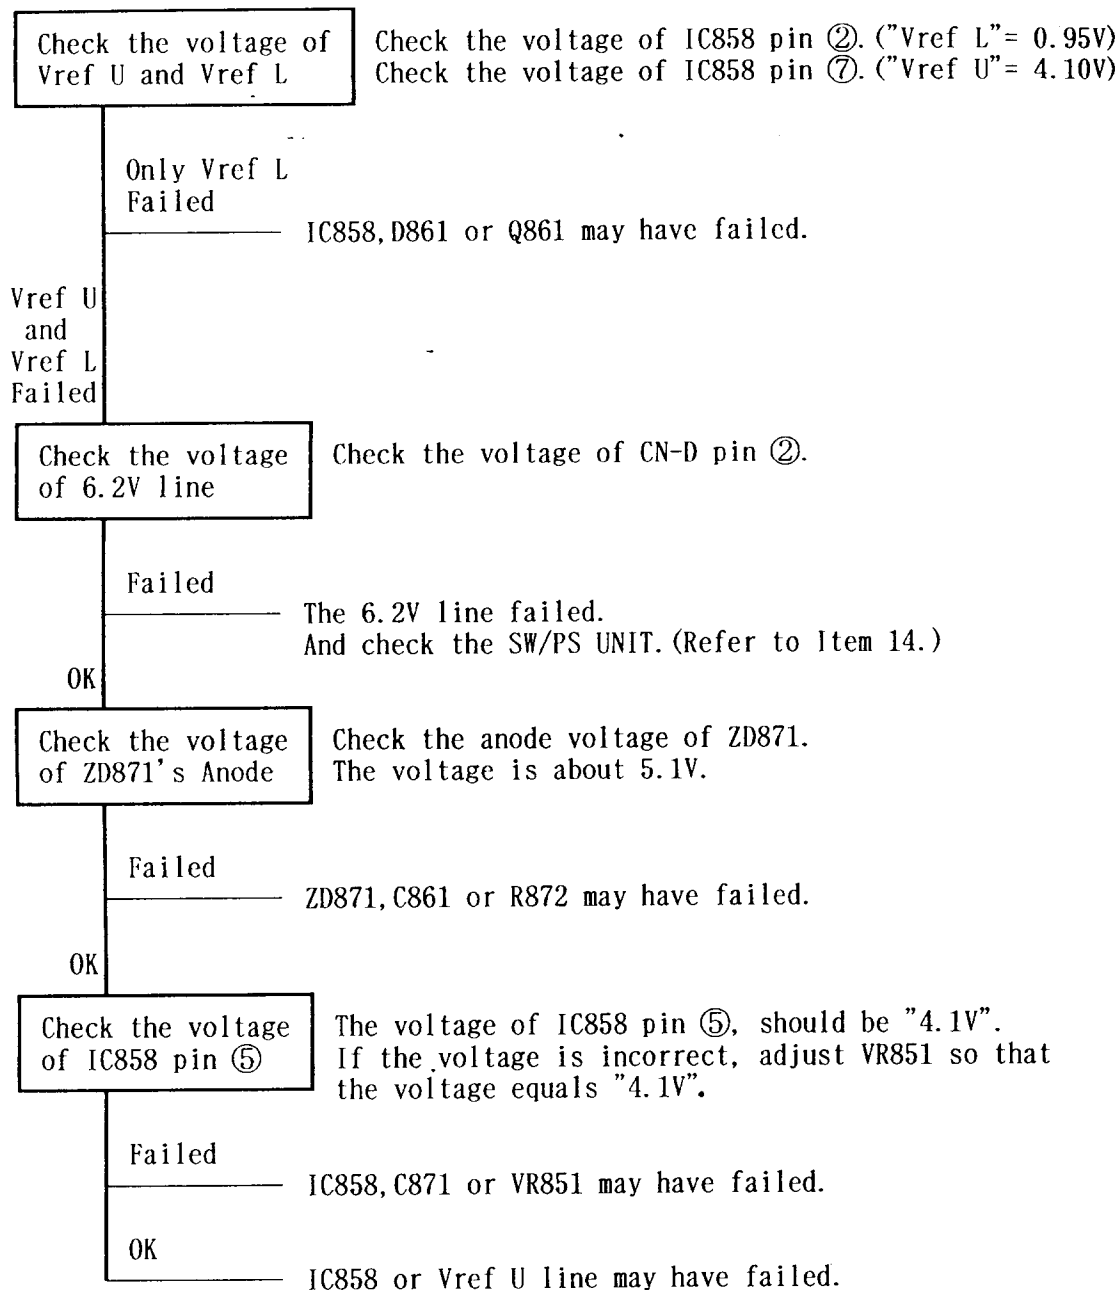 Check the voltage of
Vref U and Vref L
Check the voltage of IC858 pin ②. ("Vref L"= 0.95V)
Check the voltage of IC858 pin ⑦. ("Vref U"= 4.10V)
Only Vref L
Failed
IC858, D861 or Q861 may have failed.
Vref U
and
Vref L
Failed
Check the voltage
of 6.2V line
Check the voltage of CN-D pin ②.
Failed
The 6.2V line failed.
And check the SW/PS UNIT. (Refer to Item 14.)
OK
Check the voltage
of ZD871's Anode
Check the anode voltage of ZD871.
The voltage is about 5.1V.
Failed
ZD871, C861 or R872 may have failed.
OK
Check the voltage
of IC858 pin ⑤
The voltage of IC858 pin ⑤, should be "4.1V".
If the voltage is incorrect, adjust VR851 so that
the voltage equals "4.1V".
Failed
IC858, C871 or VR851 may have failed.
OK
IC858 or Vref U line may have failed.